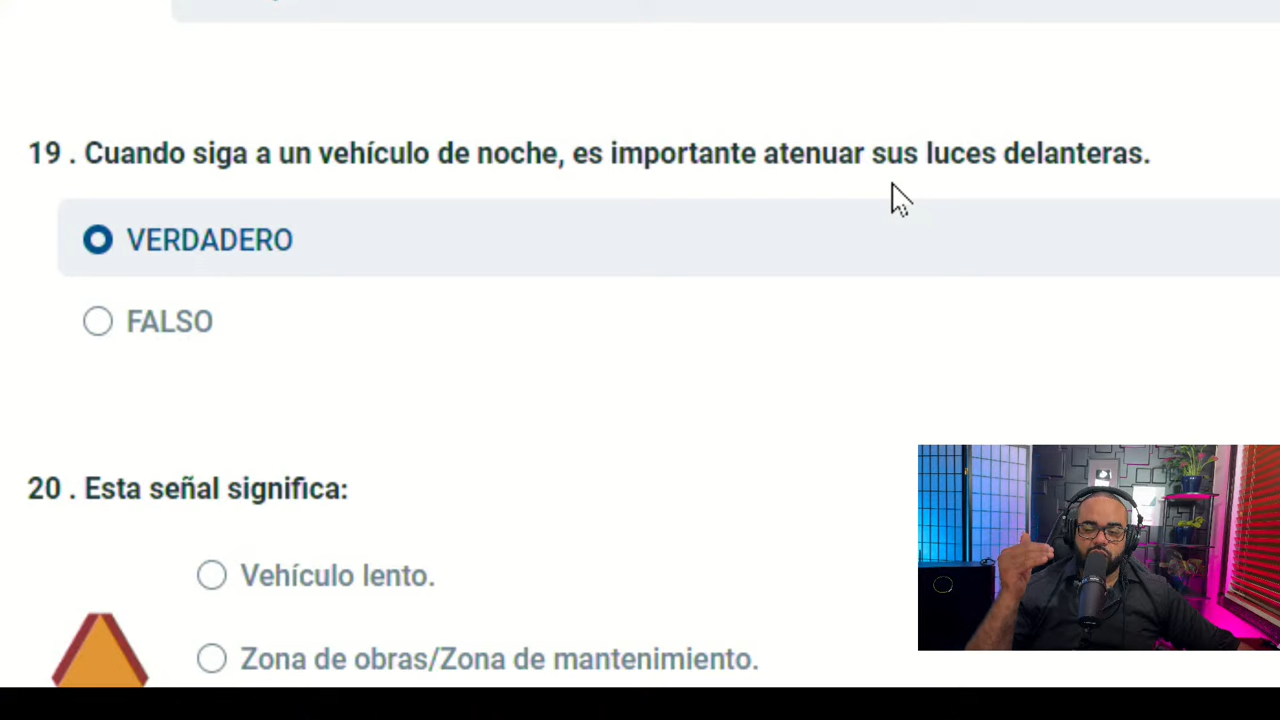 19 . Cuando siga a un vehículo de noche, es importante atenuar sus luces delanteras.
VERDADERO
FALSO
20 . Esta señal significa:
Vehículo lento.
Zona de obras/Zona de mantenimiento.